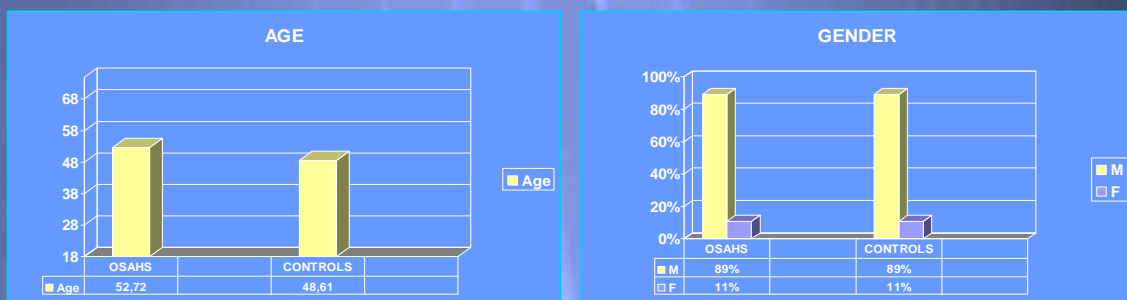 AGE
68
58
48
38
28
18
OSAHS CONTROLS
Age 52,72 48,61
Age
GENDER
100%
80%
60%
40%
20%
0%
OSAHS CONTROLS
M 89% 89%
F 11% 11%
M
F